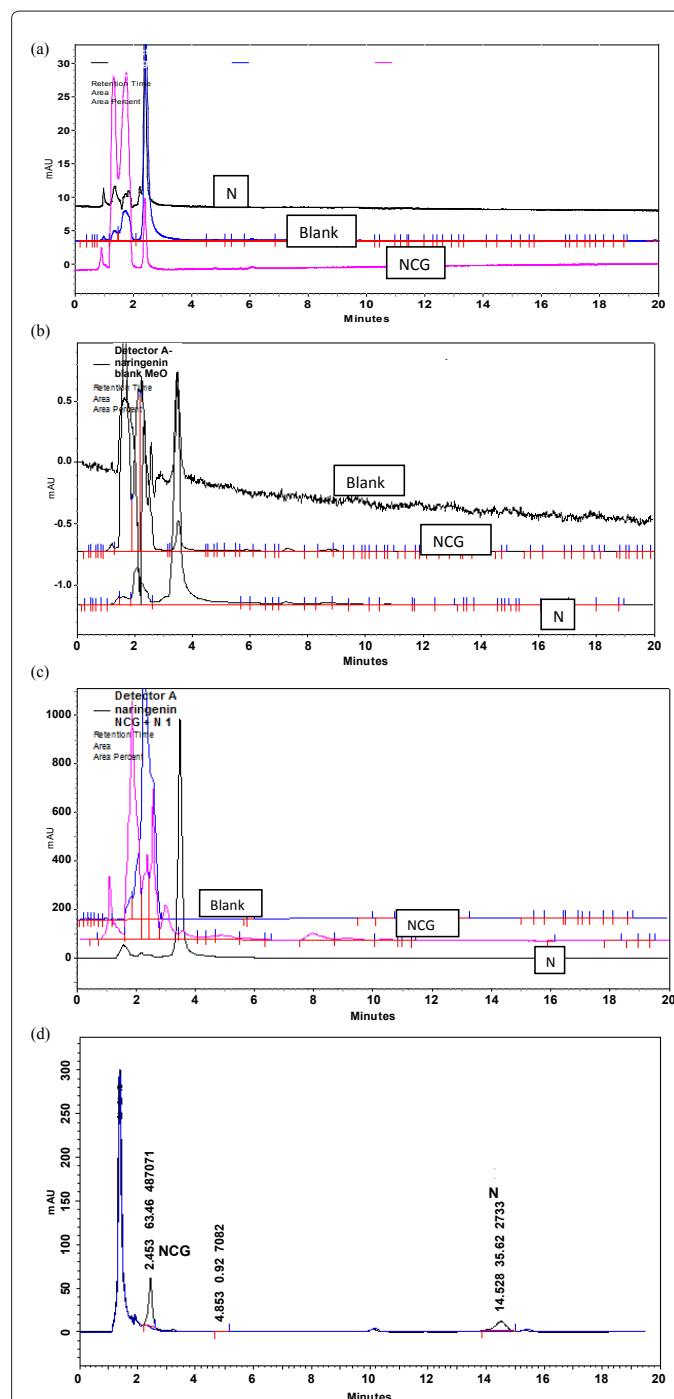 (a)
30
25
20
15
10
5
0
mAU
Retention Time
Area
Area Percent
N
Blank
NCG
0 2 4 6 8 10 12 14 16 18 20
Minutes
(b)
Detector A-
naringenin
blank MeO
Retention Time
Area
Area Percent
0.5
0.0
-0.5
-1.0
mAU
Blank
NCG
N
0 2 4 6 8 10 12 14 16 18 20
Minutes
(c)
Detector A
naringenin
NCG + N 1
Retention Time
Area
Area Percent
1000
800
600
400
200
0
mAU
Blank
NCG
N
0 2 4 6 8 10 12 14 16 18 20
Minutes
(d)
300
250
200
150
100
50
0
mAU
2.453 63.46 487071
NCG
4.853 0.92 7082
N
14.528 35.62 2733
0 2 4 6 8 10 12 14 16 18 20
Minutes